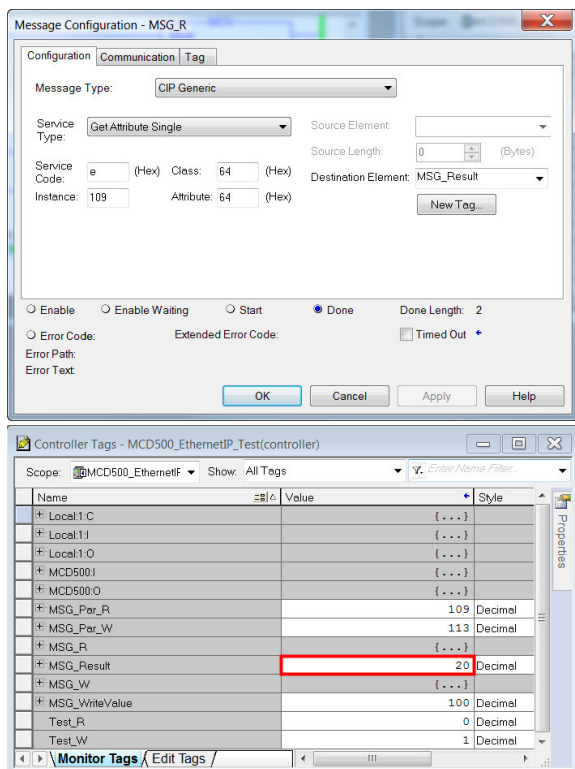 Message Configuration - MSG_R
Configuration Communication Tag
Message Type: CIP Generic
Service Type: Get Attribute Single
Source Element:
Source Length: 0 (Bytes)
Service Code: e (Hex) Class: 64 (Hex) Destination Element: MSG_Result
Instance: 109 Attribute: 64 (Hex) New Tag...
Enable Enable Waiting Start Done Done Length: 2
Error Code: Extended Error Code: Timed Out
Error Path:
Error Text:
OK Cancel Apply Help
Controller Tags - MCD500_EthernetIP_Test(controller)
Scope: MCD500_EthernetIF Show: All Tags Enter Name Filter...
Name Value Style
Local:1:C {...}
Local:1:I {...}
Local:1:O {...}
MCD500:I {...}
MCD500:O {...}
MSG_Par_R 109 Decimal
MSG_Par_W 113 Decimal
MSG_R {...}
MSG_Result 20 Decimal
MSG_W {...}
MSG_WriteValue 100 Decimal
Test_R 0 Decimal
Test_W 1 Decimal
Monitor Tags Edit Tags
Properties